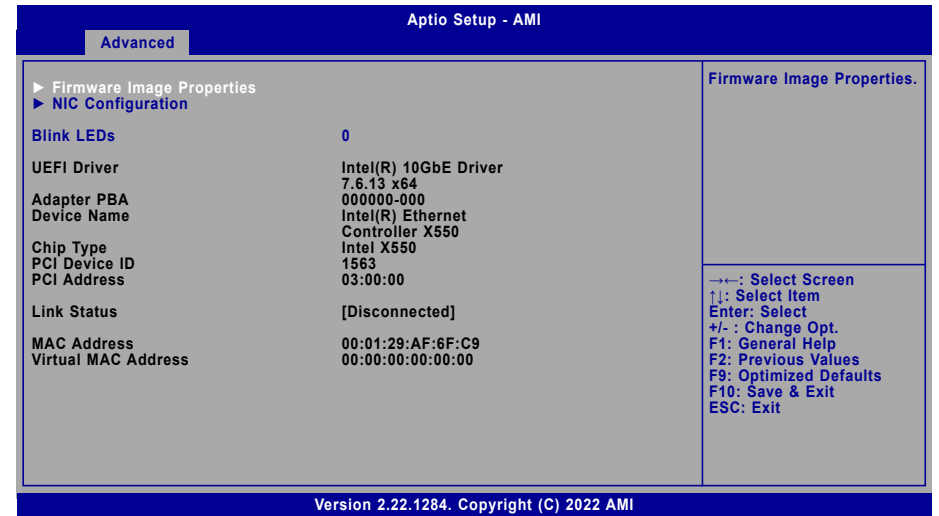 Aptio Setup - AMI
Advanced
► Firmware Image Properties
► NIC Configuration
Blink LEDs 0
UEFI Driver Intel(R) 10GbE Driver
7.6.13 x64
Adapter PBA 000000-000
Device Name Intel(R) Ethernet
Controller X550
Chip Type Intel X550
PCI Device ID 1563
PCI Address 03:00:00
Link Status [Disconnected]
MAC Address 00:01:29:AF:6F:C9
Virtual MAC Address 00:00:00:00:00:00
Firmware Image Properties.
→←: Select Screen
↑↓: Select Item
Enter: Select
+/- : Change Opt.
F1: General Help
F2: Previous Values
F9: Optimized Defaults
F10: Save & Exit
ESC: Exit
Version 2.22.1284. Copyright (C) 2022 AMI